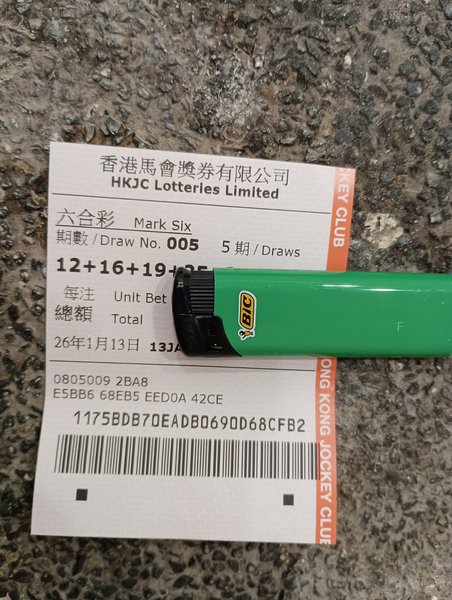 香港馬會獎券有限公司
HKJC Lotteries Limited
六合彩 Mark Six
期數 / Draw No. 005 5 期 / Draws
12+16+19+
每注 Unit Bet
總額 Total
26年1月13日 13JA
0805009 2BA8
E5BB6 68EB5 EED0A 42CE
1175BDB70EADB0690D68CFB2
KEY CLUB
ONG KONG JOCKEY CLUB
BIC